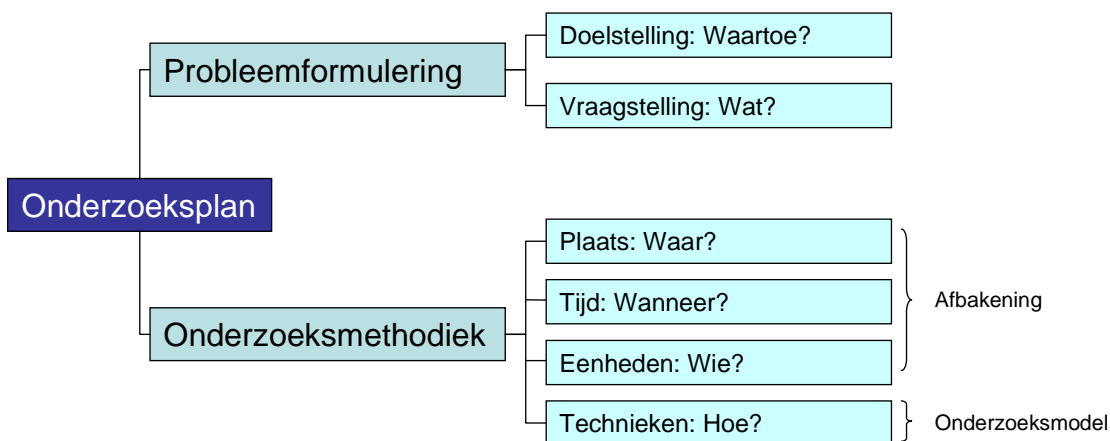 Doelstelling: Waartoe?
Probleemformulering
Vraagstelling: Wat?
Onderzoeksplan
Plaats: Waar?
Tijd: Wanneer?
Afbakening
Onderzoeksmethodiek
Eenheden: Wie?
Technieken: Hoe?
Onderzoeksmodel